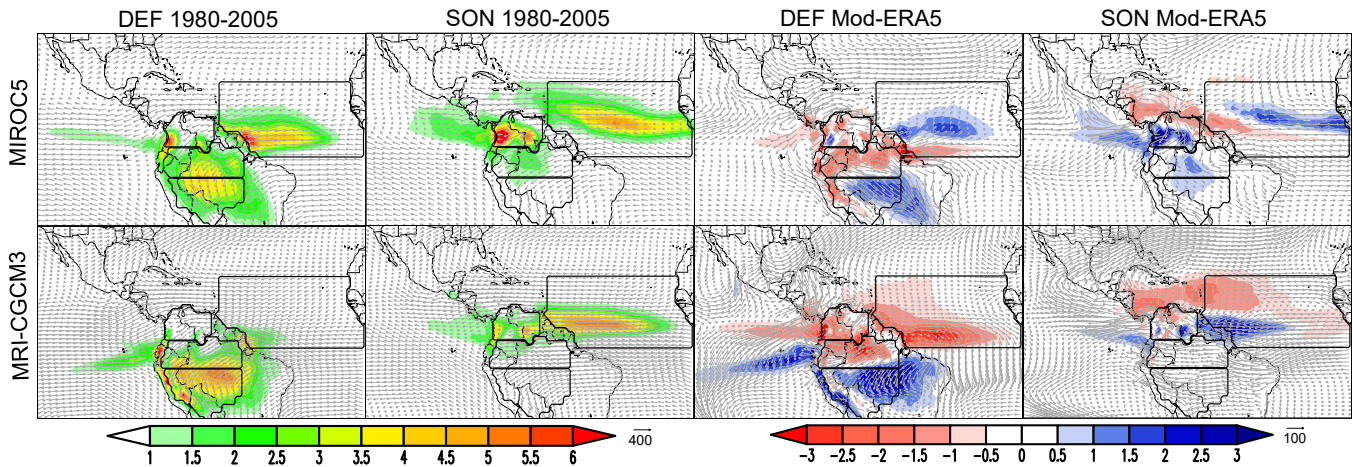 DEF 1980-2005 SON 1980-2005 DEF Mod-ERA5 SON Mod-ERA5
MIROC5
MRI-CGCM3
1 1.5 2 2.5 3 3.5 4 4.5 5 5.5 6 400
-3 -2.5 -2 -1.5 -1 -0.5 0 0.5 1 1.5 2 2.5 3 100